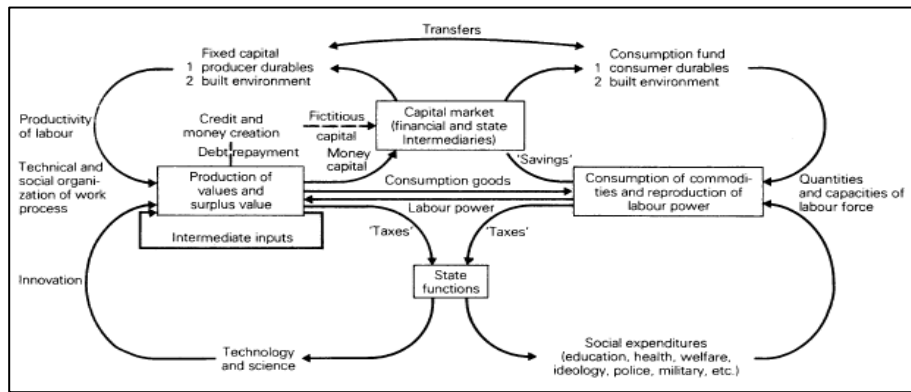 Transfers
Fixed capital
1 producer durables
2 built environment
Consumption fund
1 consumer durables
2 built environment
Productivity
of labour
Credit and
money creation
Debt repayment
Fictitious
capital
Money
capital
Capital market
(financial and state
Intermediaries)
'Savings'
Technical and
social organi-
zation of work
process
Production of
values and
surplus value
Consumption goods
Labour power
Consumption of commodi-
ties and reproduction of
labour power
Quantities
and capacities of
labour force
Intermediate inputs
'Taxes'
'Taxes'
Innovation
State
functions
Technology
and science
Social expenditures
(education, health, welfare,
ideology, police, military, etc.)